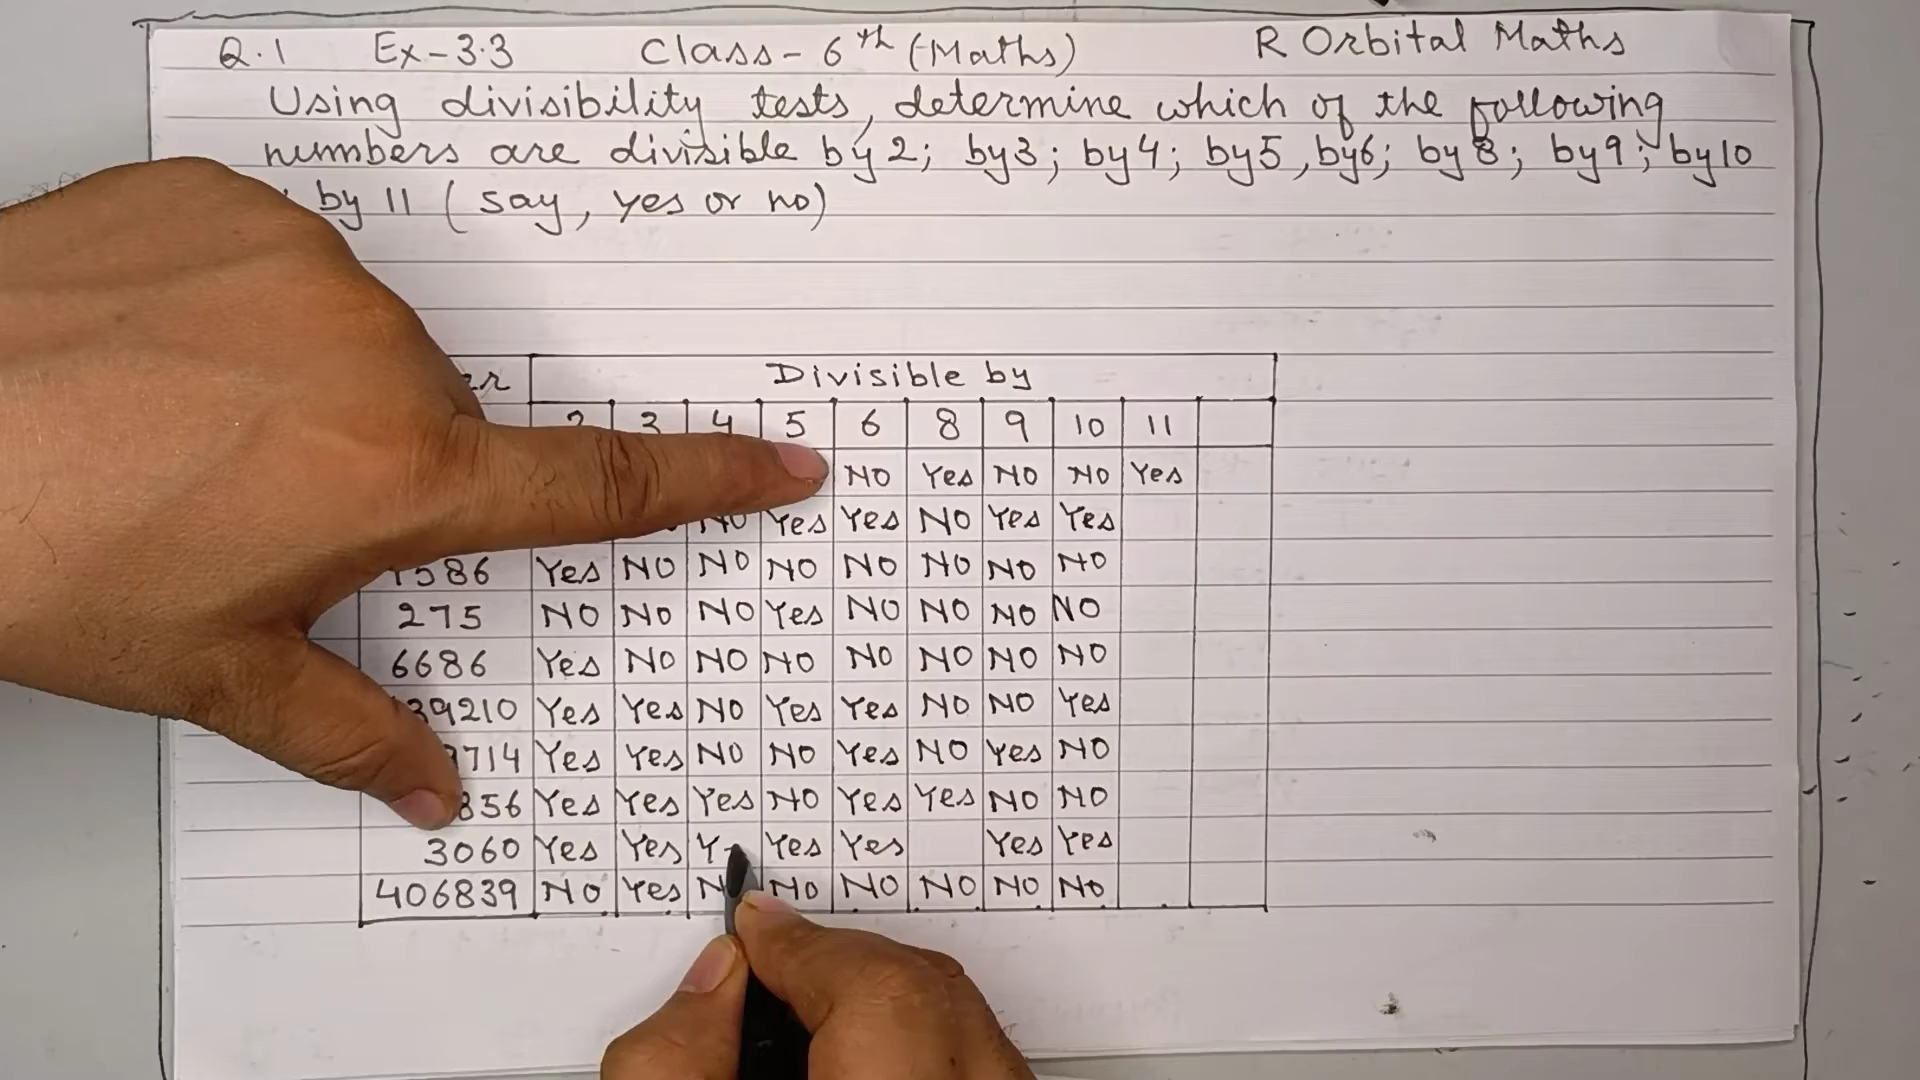 Q.1 Ex-3.3 Class-6th (Maths) R Orbital Maths
Using divisibility tests, determine which of the following
numbers are divisible by 2; by 3; by 4; by 5, by 6; by 8; by 9; by 10
by 11 (say, yes or no)
Divisible by
2 3 4 5 6 8 9 10 11
NO Yes NO NO Yes
NO Yes Yes NO Yes Yes
586 Yes NO NO NO NO NO NO NO
275 NO NO NO Yes NO NO NO NO
6686 Yes NO NO NO NO NO NO NO
39210 Yes Yes NO Yes Yes NO NO Yes
714 Yes Yes NO NO Yes NO Yes NO
856 Yes Yes Yes NO Yes Yes NO NO
3060 Yes Yes Yes Yes Yes Yes
406839 NO Yes NO NO NO NO NO